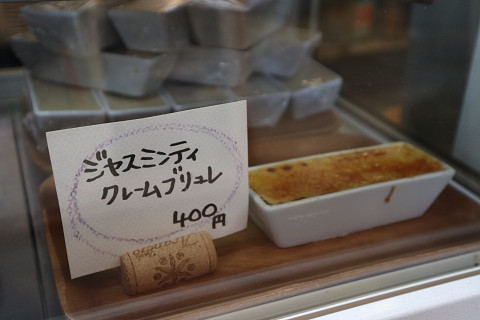 ジャスミンティ
クレームブリュレ
400円